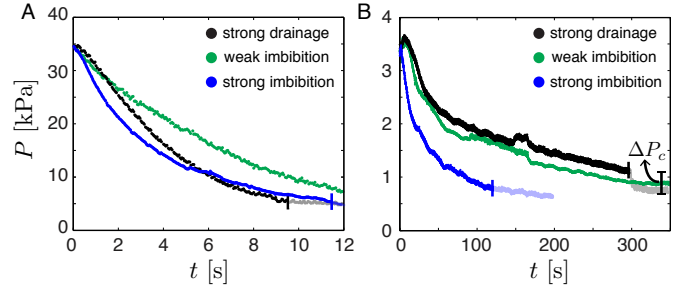 A
strong drainage
weak imbibition
strong imbibition
P [kPa]
40
30
20
10
0
0 2 4 6 8 10 12
t [s]
B
strong drainage
weak imbibition
strong imbibition
ΔP_c
4
3
2
1
0
0 100 200 300
t [s]